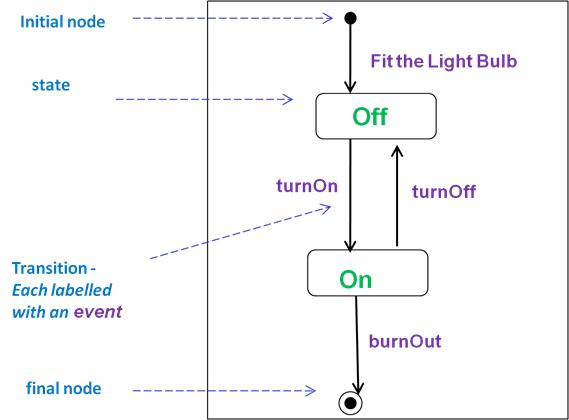 Initial node
Fit the Light Bulb
state
Off
turnOn
turnOff
Transition -
Each labelled
with an event
On
burnOut
final node